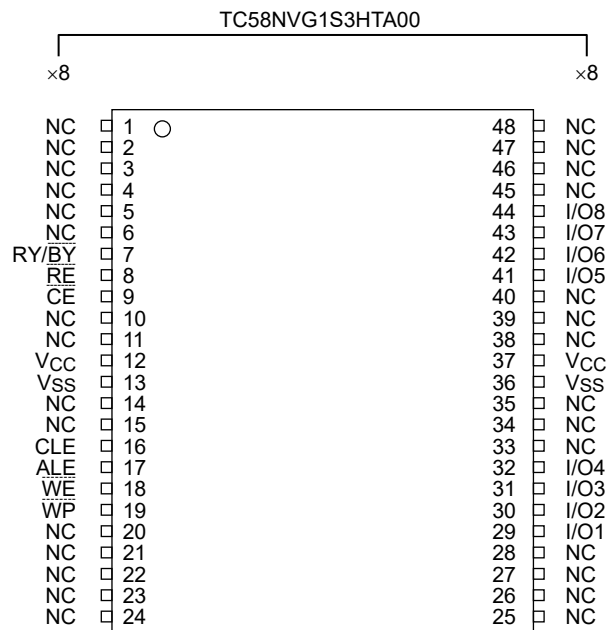 TC58NVG1S3HTA00
×8 ×8
NC 1 48 NC
NC 2 47 NC
NC 3 46 NC
NC 4 45 NC
NC 5 44 I/O8
NC 6 43 I/O7
RY/BY 7 42 I/O6
RE 8 41 I/O5
CE 9 40 NC
NC 10 39 NC
NC 11 38 NC
VCC 12 37 VCC
VSS 13 36 VSS
NC 14 35 NC
NC 15 34 NC
CLE 16 33 NC
ALE 17 32 I/O4
WE 18 31 I/O3
WP 19 30 I/O2
NC 20 29 I/O1
NC 21 28 NC
NC 22 27 NC
NC 23 26 NC
NC 24 25 NC